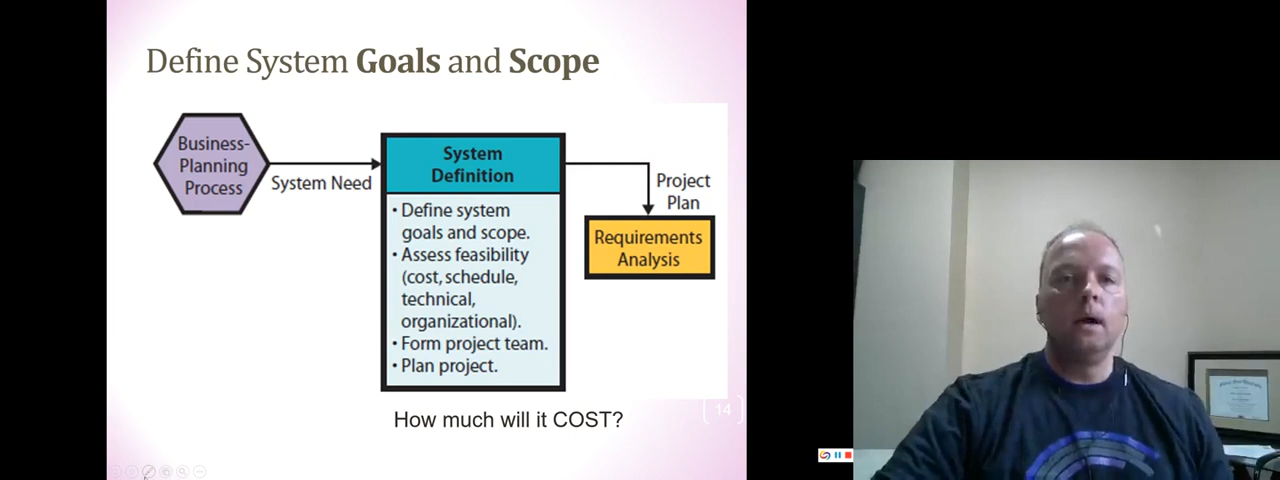 Define System Goals and Scope
Business-
Planning
Process
System Need
System
Definition
• Define system
goals and scope.
• Assess feasibility
(cost, schedule,
technical,
organizational).
• Form project team.
• Plan project.
Project
Plan
Requirements
Analysis
How much will it COST?
14